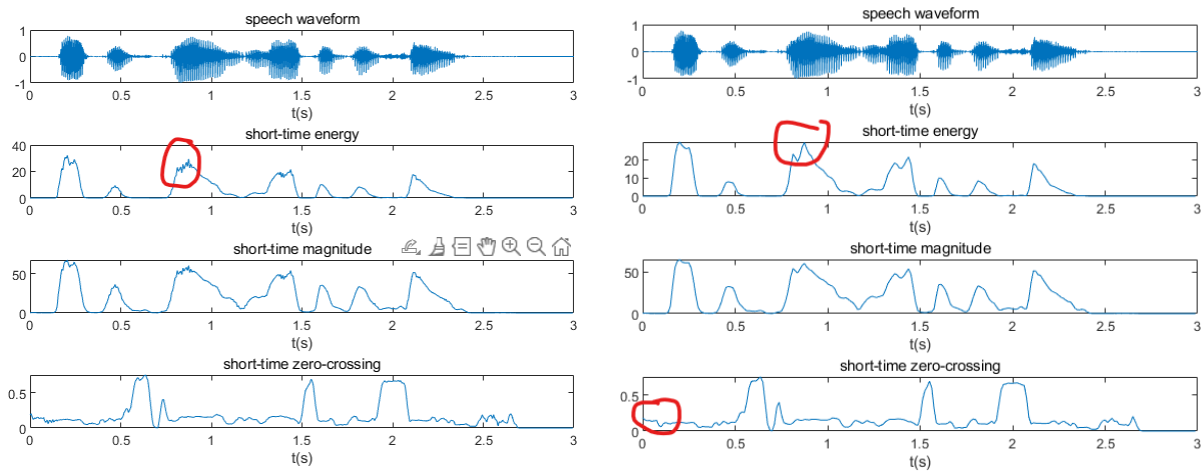 speech waveform
1
0
-1
0 0.5 1 1.5 2 2.5 3
t(s)
short-time energy
40
20
0
0 0.5 1 1.5 2 2.5 3
t(s)
short-time magnitude
50
0
0 0.5 1 1.5 2 2.5 3
t(s)
short-time zero-crossing
0.5
0
0 0.5 1 1.5 2 2.5 3
t(s)
speech waveform
1
0
-1
0 0.5 1 1.5 2 2.5 3
t(s)
short-time energy
20
10
0
0 0.5 1 1.5 2 2.5 3
t(s)
short-time magnitude
50
0
0 0.5 1 1.5 2 2.5 3
t(s)
short-time zero-crossing
0.5
0
0 0.5 1 1.5 2 2.5 3
t(s)